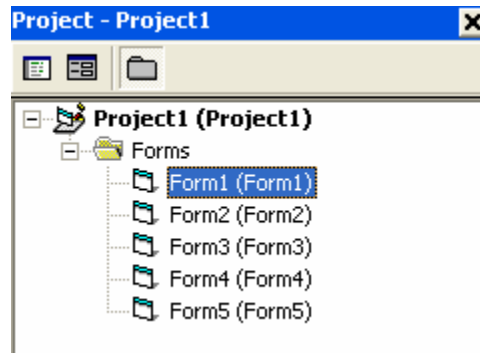 Project - Project1
Project1 (Project1)
Forms
Form1 (Form1)
Form2 (Form2)
Form3 (Form3)
Form4 (Form4)
Form5 (Form5)